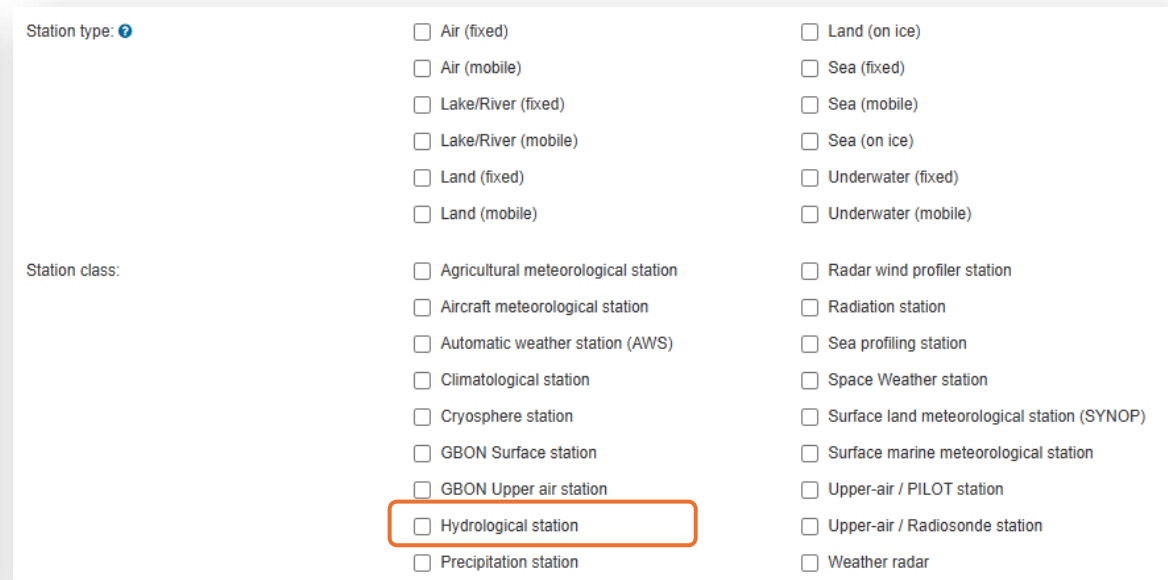 Station type: ?
Air (fixed)
Land (on ice)
Air (mobile)
Sea (fixed)
Lake/River (fixed)
Sea (mobile)
Lake/River (mobile)
Sea (on ice)
Land (fixed)
Underwater (fixed)
Land (mobile)
Underwater (mobile)
Station class:
Agricultural meteorological station
Radar wind profiler station
Aircraft meteorological station
Radiation station
Automatic weather station (AWS)
Sea profiling station
Climatological station
Space Weather station
Cryosphere station
Surface land meteorological station (SYNOP)
GBON Surface station
Surface marine meteorological station
GBON Upper air station
Upper-air / PILOT station
Hydrological station
Upper-air / Radiosonde station
Precipitation station
Weather radar